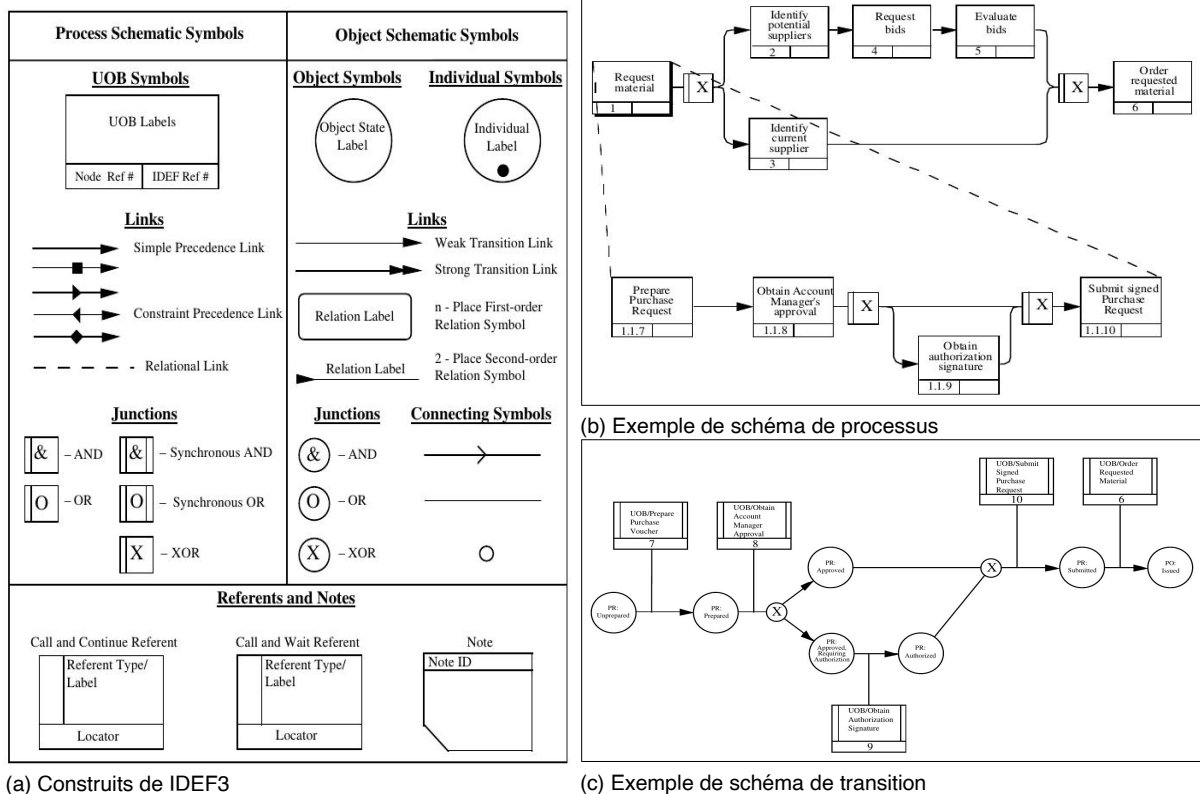 Process Schematic Symbols
Object Schematic Symbols
UOB Symbols
UOB Labels
Node Ref #
IDEF Ref #
Links
Simple Precedence Link
Constraint Precedence Link
Relational Link
Junctions
& – AND
& – Synchronous AND
O – OR
O – Synchronous OR
X – XOR
Object Symbols
Individual Symbols
Object State
Label
Individual
Label
Links
Weak Transition Link
Strong Transition Link
Relation Label
n - Place First-order
Relation Symbol
Relation Label
2 - Place Second-order
Relation Symbol
Junctions
Connecting Symbols
& – AND
O – OR
X – XOR
Referents and Notes
Call and Continue Referent
Referent Type/
Label
Locator
Call and Wait Referent
Referent Type/
Label
Locator
Note
Note ID
(a) Construits de IDEF3
Request
material
1
X
Identify
potential
suppliers
2
Request
bids
4
Evaluate
bids
5
Identify
current
supplier
3
X
Order
requested
material
6
Prepare
Purchase
Request
1.1.7
Obtain Account
Manager's
approval
1.1.8
X
Obtain
authorization
signature
1.1.9
X
Submit signed
Purchase
Request
1.1.10
(b) Exemple de schéma de processus
UOB/Prepare
Purchase
Voucher
7
UOB/Obtain
Account
Manager
Approval
8
UOB/Submit
Signed
Purchase
Request
10
UOB/Order
Requested
Material
6
PR:
Unprepared
PR:
Prepared
X
PR:
Approved
PR:
Approved,
Requiring
Authoriztion
PR:
Authorized
X
PR:
Submitted
PO:
Issued
UOB/Obtain
Authorization
Signature
9
(c) Exemple de schéma de transition